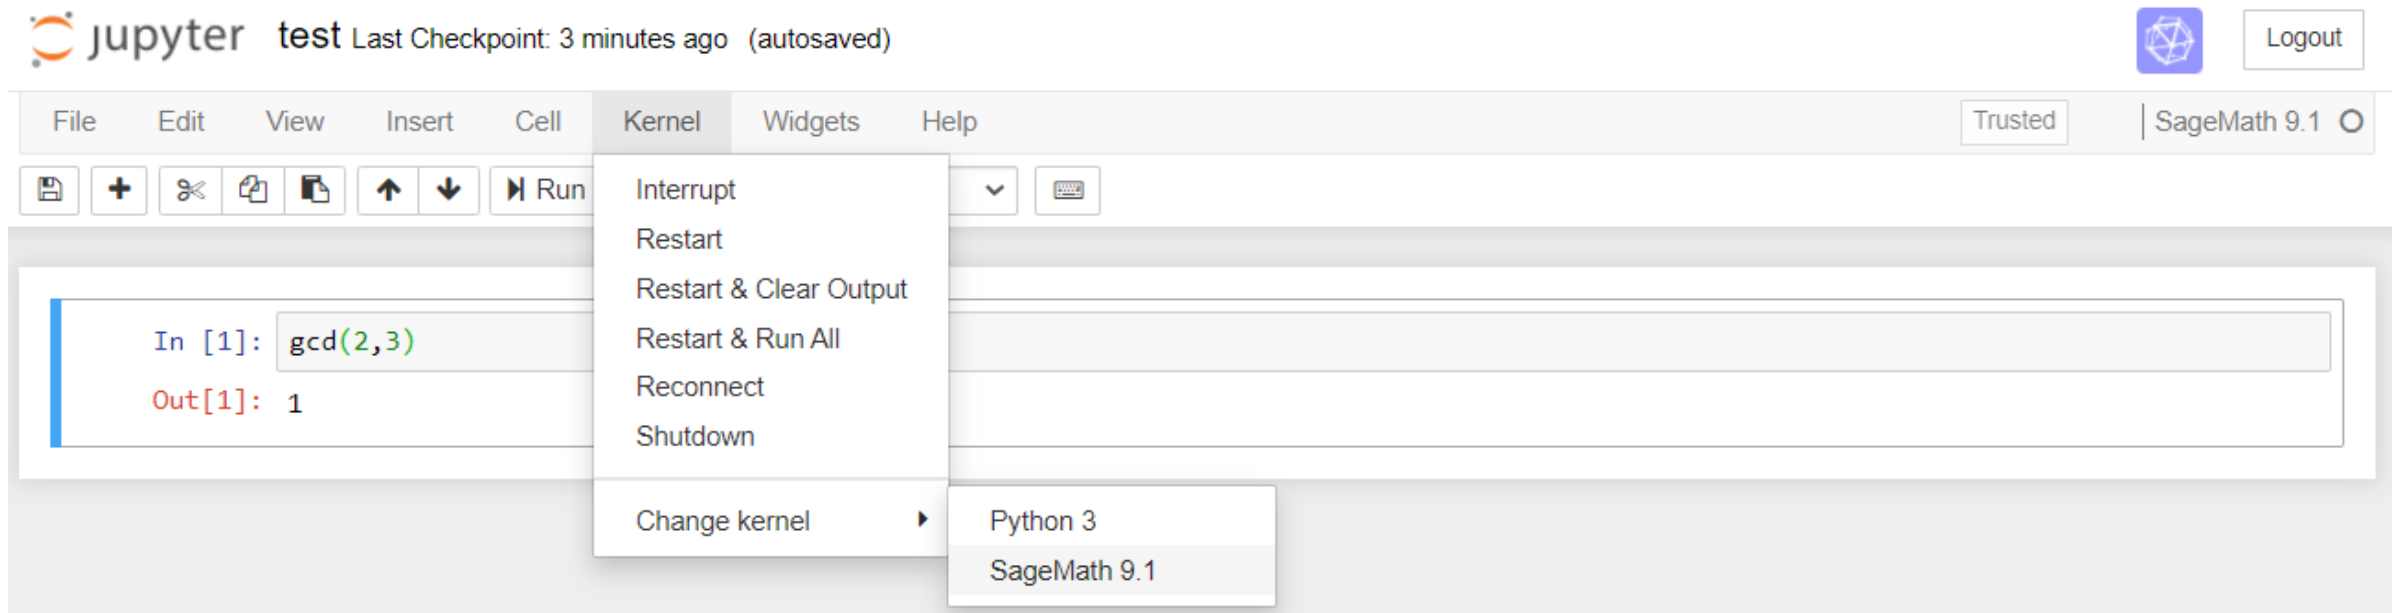 jupyter test Last Checkpoint: 3 minutes ago (autosaved) Logout
File Edit View Insert Cell Kernel Widgets Help Trusted SageMath 9.1
Run
Interrupt
Restart
Restart & Clear Output
Restart & Run All
Reconnect
Shutdown
Change kernel
Python 3
SageMath 9.1
In [1]: gcd(2,3)
Out[1]: 1